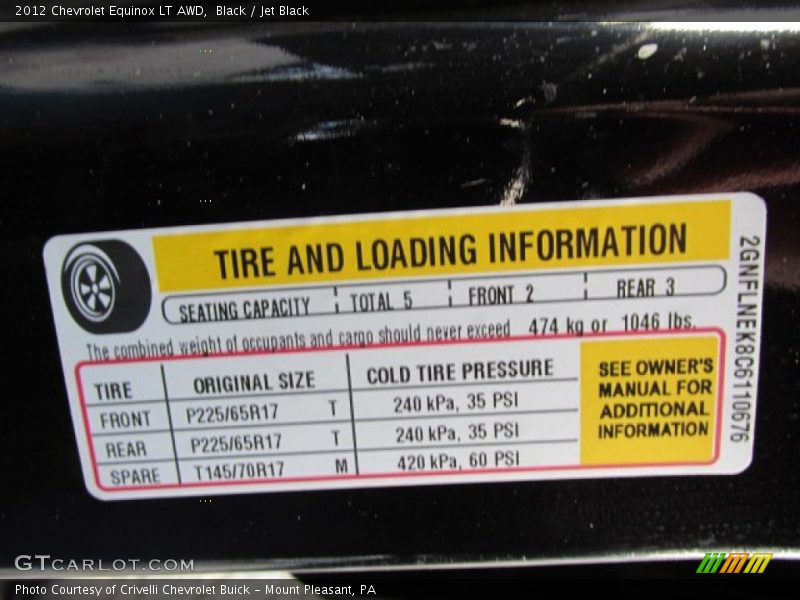 2012 Chevrolet Equinox LT AWD, Black / Jet Black
TIRE AND LOADING INFORMATION
SEATING CAPACITY TOTAL 5 FRONT 2 REAR 3
The combined weight of occupants and cargo should never exceed 474 kg or 1046 lbs.
TIRE ORIGINAL SIZE COLD TIRE PRESSURE
FRONT P225/65R17 T 240 kPa, 35 PSI
REAR P225/65R17 T 240 kPa, 35 PSI
SPARE T145/70R17 M 420 kPa, 60 PSI
SEE OWNER'S
MANUAL FOR
ADDITIONAL
INFORMATION
2GNFLNEK8C6110676
GTCARLOT.COM
Photo Courtesy of Crivelli Chevrolet Buick - Mount Pleasant, PA